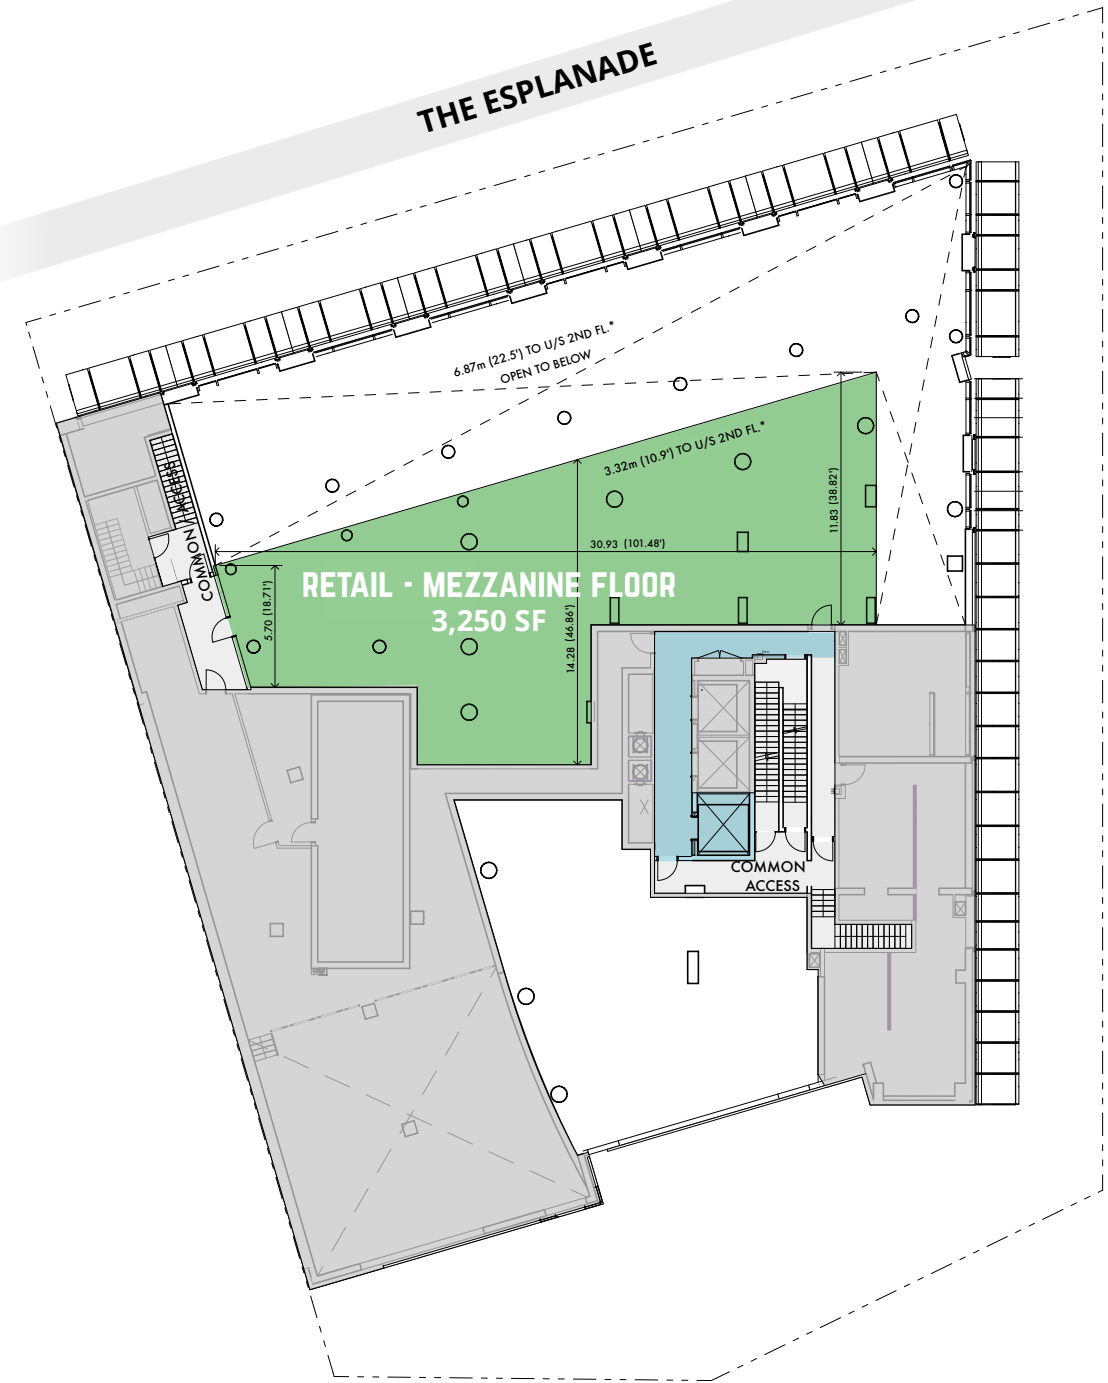 THE ESPLANADE
6.87m (22.5') TO U/S 2ND FL.*
OPEN TO BELOW
3.32m (10.9') TO U/S 2ND FL.*
COMMON ACCESS
11.83 (38.82')
30.93 (101.48')
RETAIL - MEZZANINE FLOOR
3,250 SF
5.70 (18.71')
14.28 (46.86')
COMMON
ACCESS